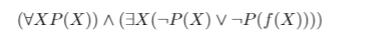 (∀XP(X)) ∧ (∃X(¬P(X) ∨ ¬P(f(X))))